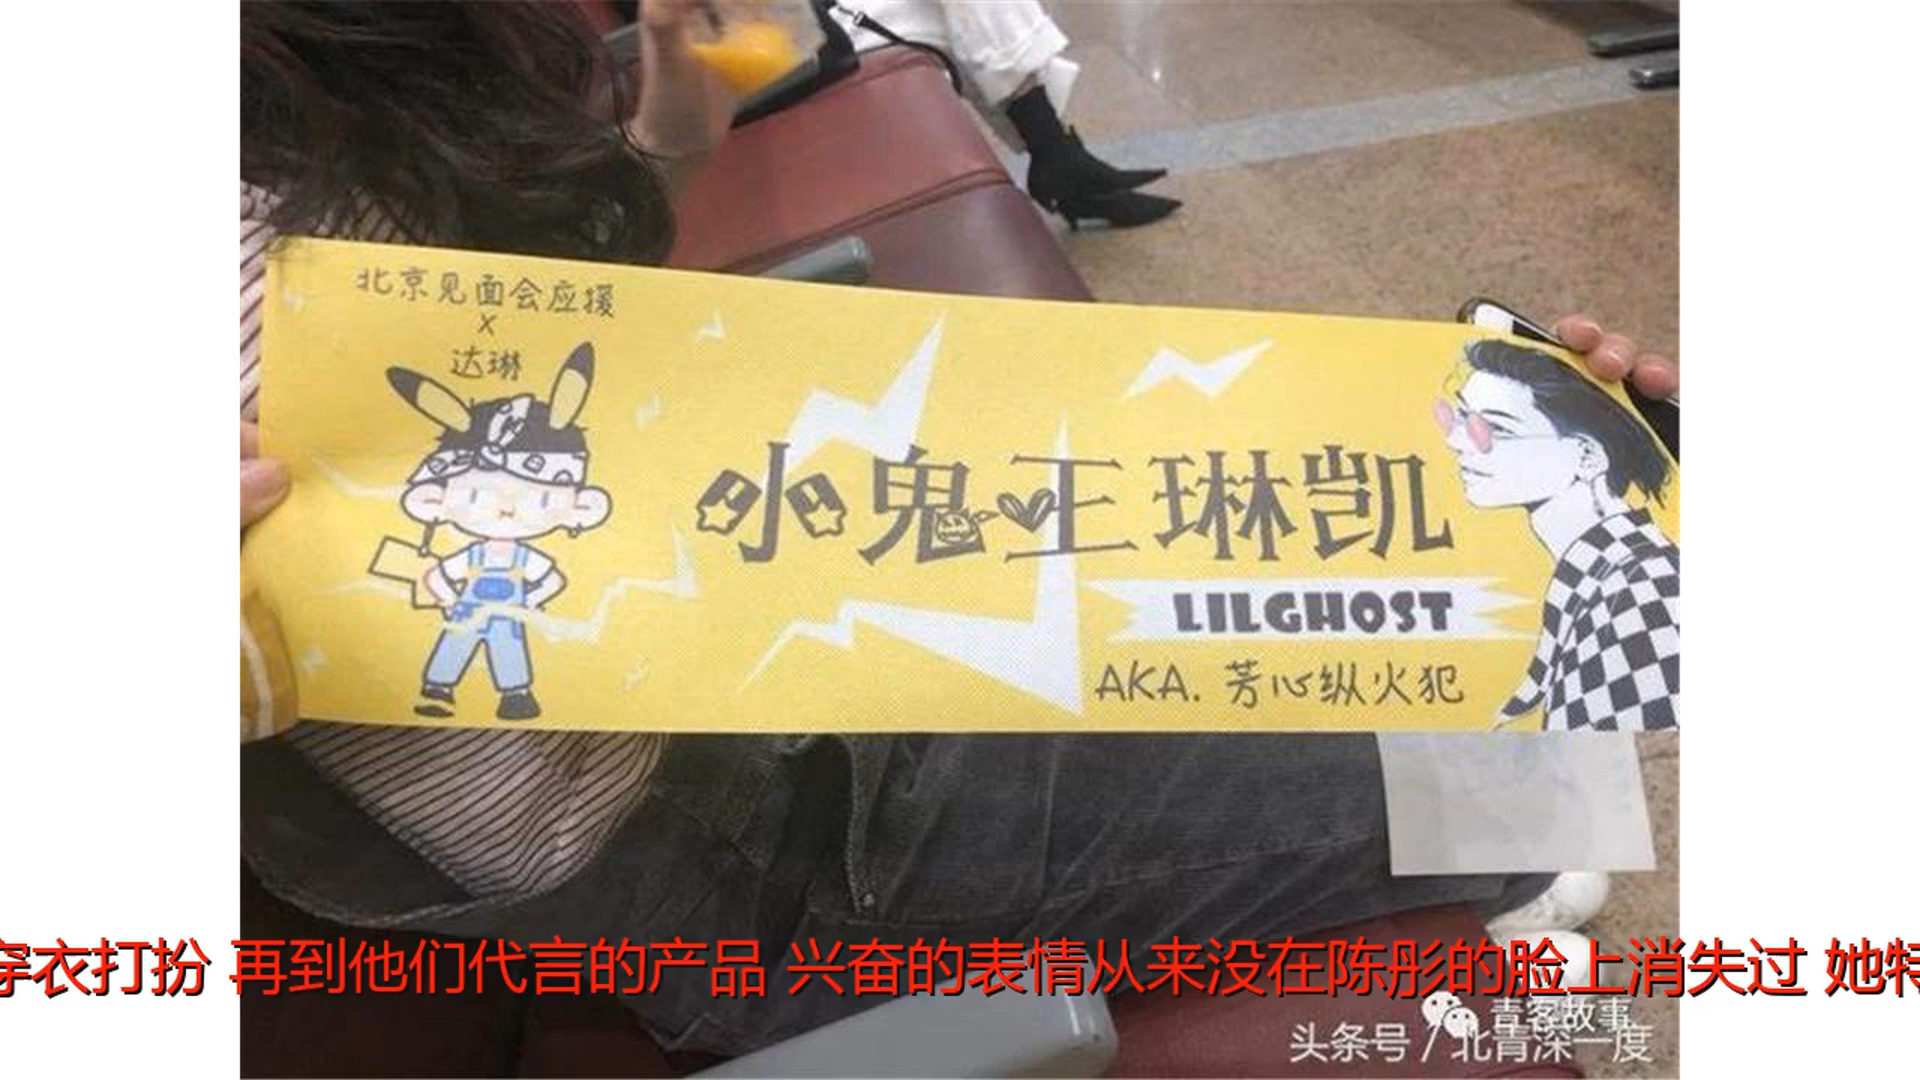 北京见面会应援
x
达琳
小鬼王琳凯
LILGHOST
AKA. 芳心纵火犯
穿衣打扮 再到他们代言的产品 兴奋的表情从来没在陈彤的脸上消失过 她特
青客故事
头条号 / 北青深一度